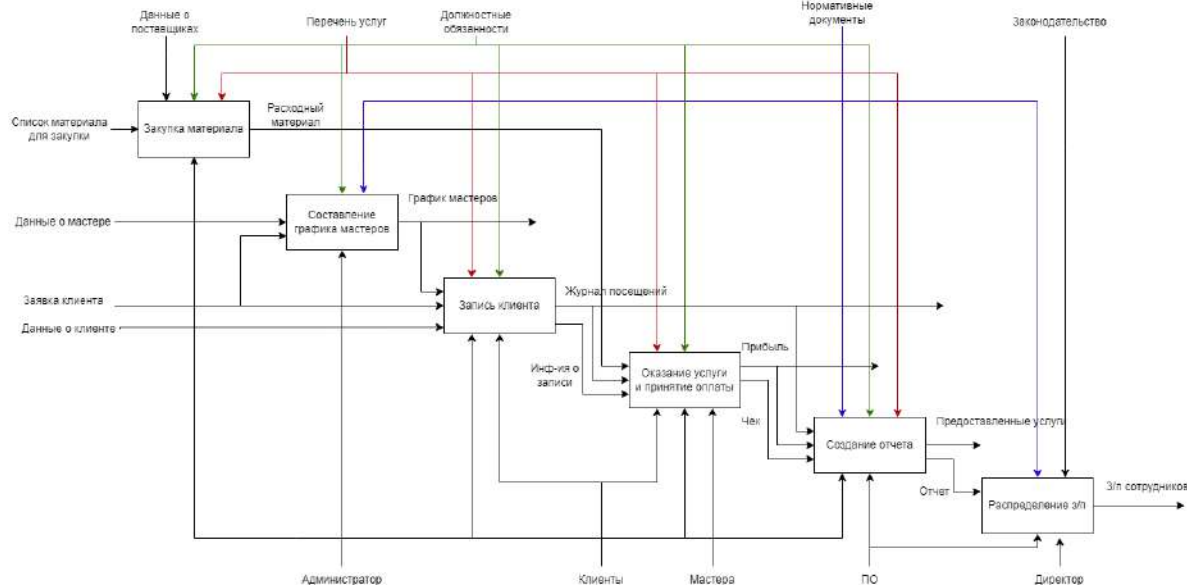 Данные о
поставщиках
Перечень услуг
Должностные
обязанности
Нормативные
документы
Законодательство
Список материала
для закупки
Закупка материала
Расходный
материал
Данные о мастере
Составление
графика мастеров
График мастеров
Заявка клиента
Данные о клиенте
Запись клиента
Журнал посещений
Инф-ия о
записи
Оказание услуги
и принятие оплаты
Прибыль
Чек
Создание отчета
Предоставленные услуги
Отчет
Распределение з/п
З/п сотрудников
Администратор
Клиенты
Мастера
ПО
Директор